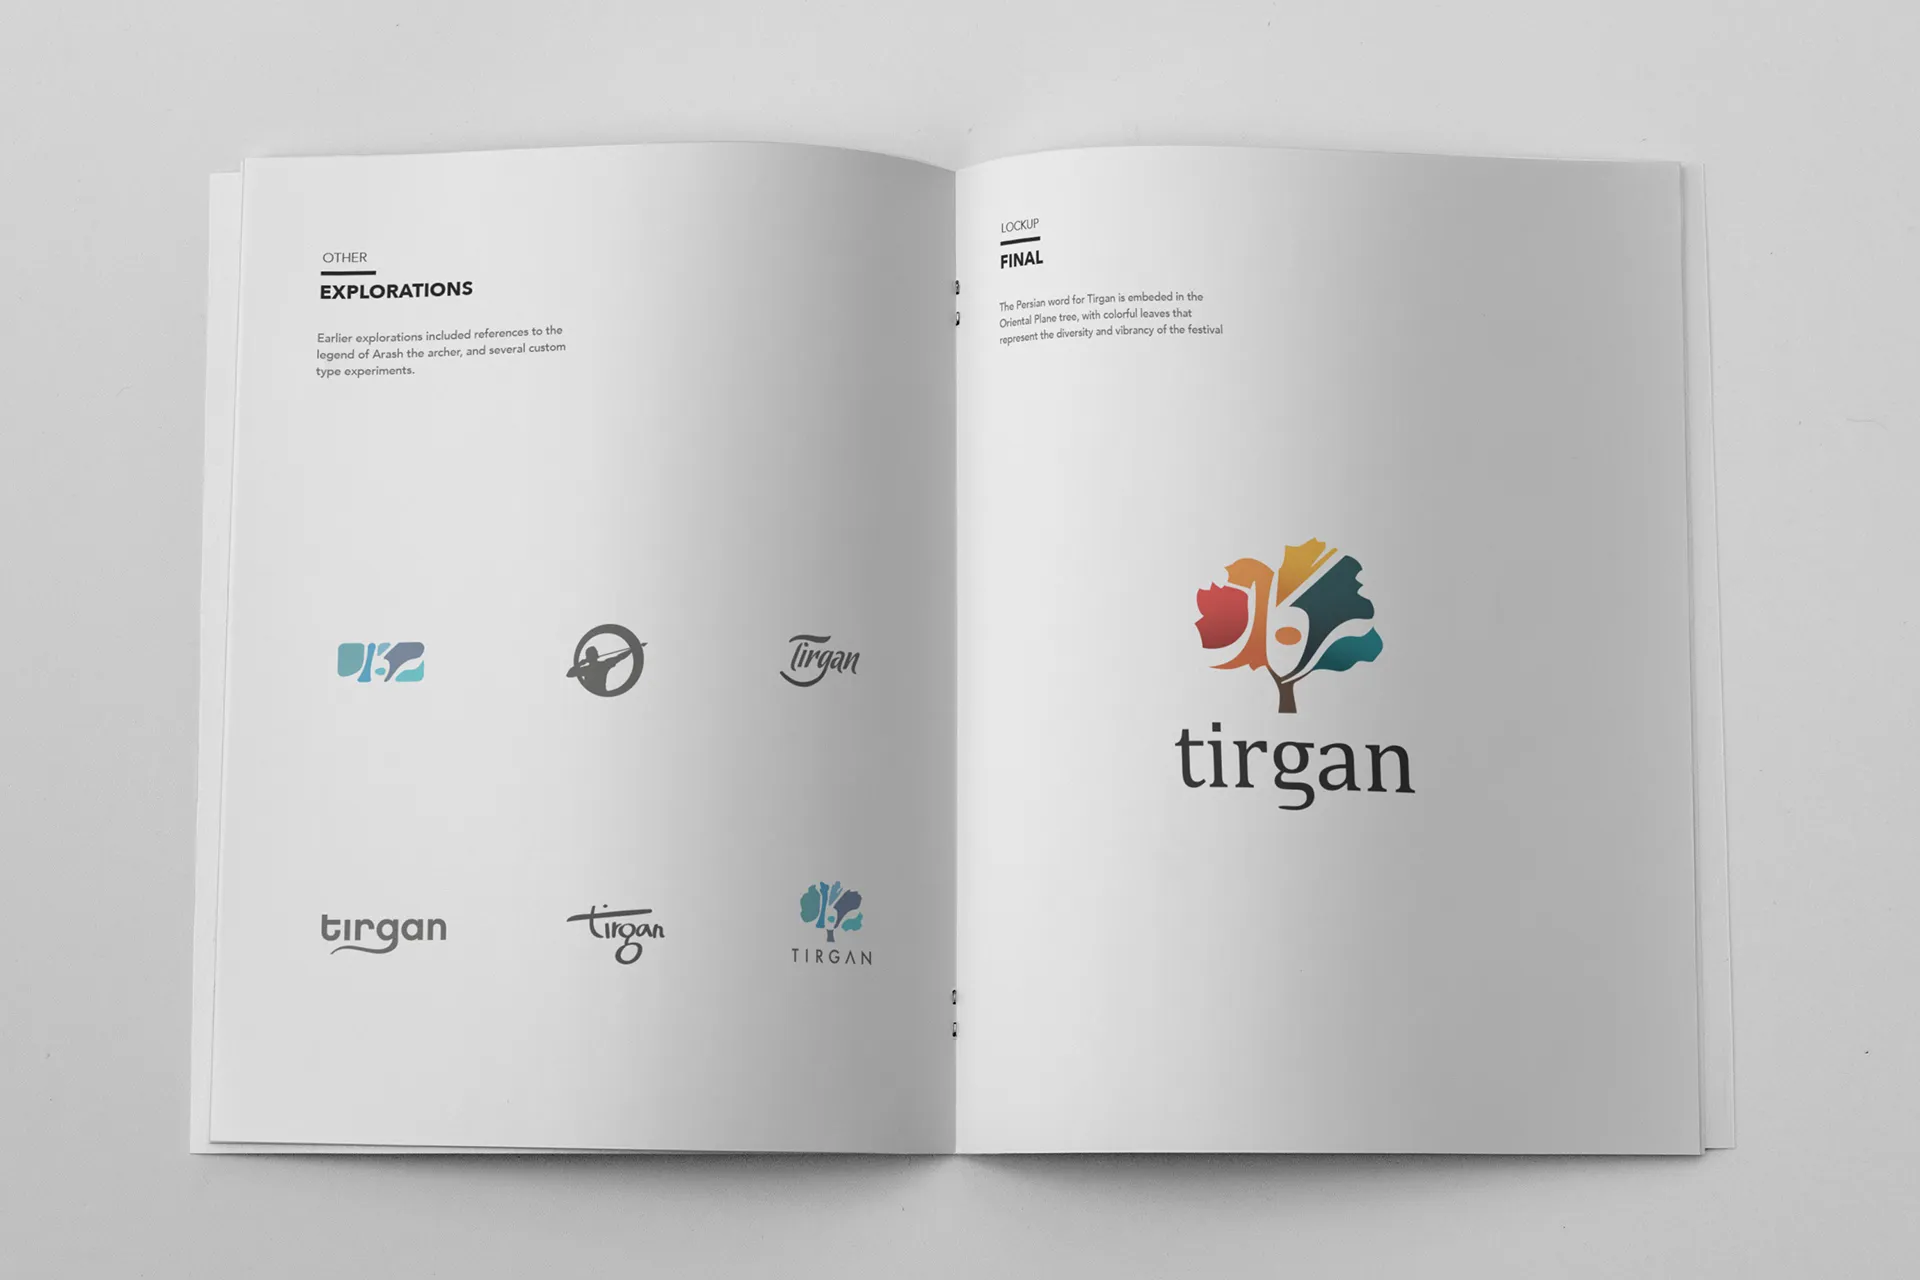 OTHER
EXPLORATIONS
Earlier explorations included references to the
legend of Arash the archer, and several custom
type experiments.
Tirgan
tirgan
tirgan
TIRGAN
LOCKUP
FINAL
The Persian word for Tirgan is embeded in the
Oriental Plane tree, with colorful leaves that
represent the diversity and vibrancy of the festival
tirgan